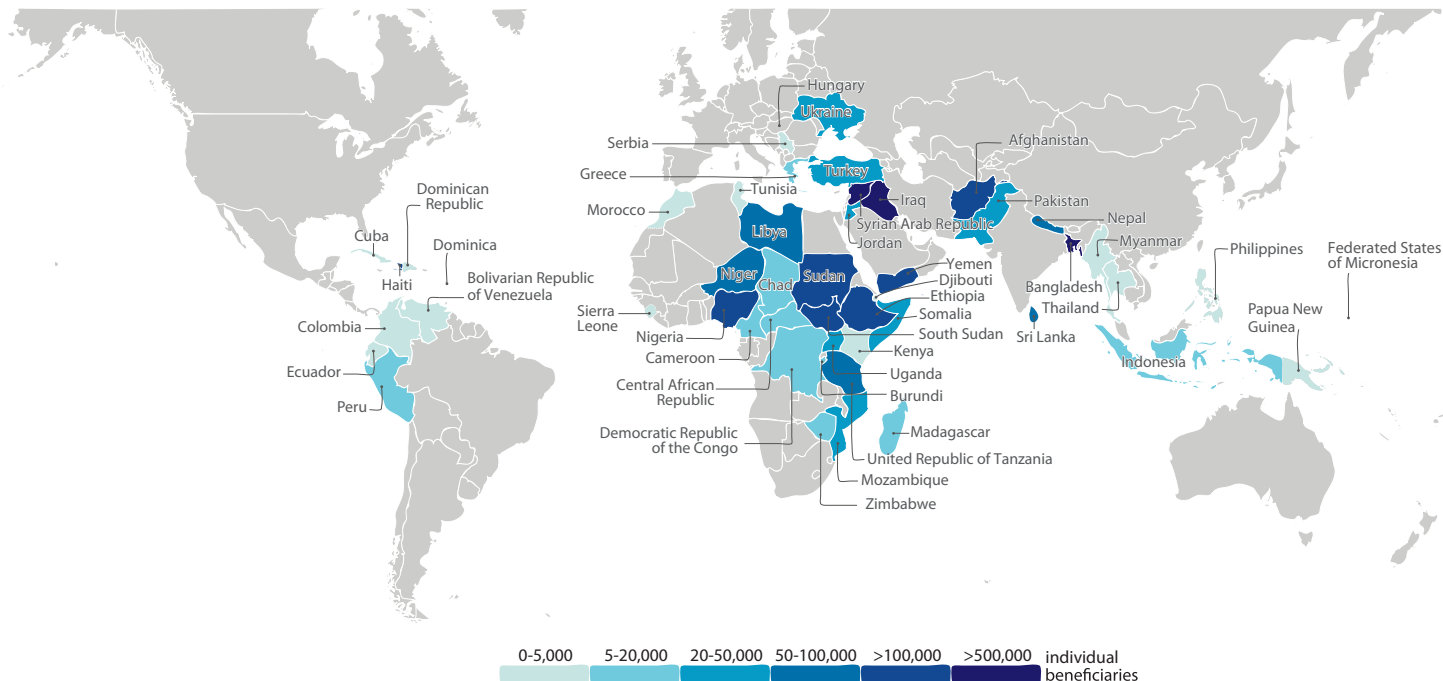 Hungary
Ukraine
Serbia
Afghanistan
Greece
Turkey
Dominican
Republic
Tunisia
Iraq
Pakistan
Morocco
Syrian Arab Republic
Nepal
Cuba
Libya
Jordan
Myanmar
Dominica
Philippines
Federated States
of Micronesia
Haiti
Bolivarian Republic
of Venezuela
Niger
Chad
Sudan
Yemen
Djibouti
Ethiopia
Bangladesh
Thailand
Sierra
Leone
Somalia
Papua New
Guinea
Colombia
Nigeria
South Sudan
Sri Lanka
Cameroon
Kenya
Indonesia
Ecuador
Uganda
Central African
Republic
Burundi
Peru
Democratic Republic
of the Congo
Madagascar
United Republic of Tanzania
Mozambique
Zimbabwe
0-5,000 5-20,000 20-50,000 50-100,000 >100,000 >500,000 individual
beneficiaries